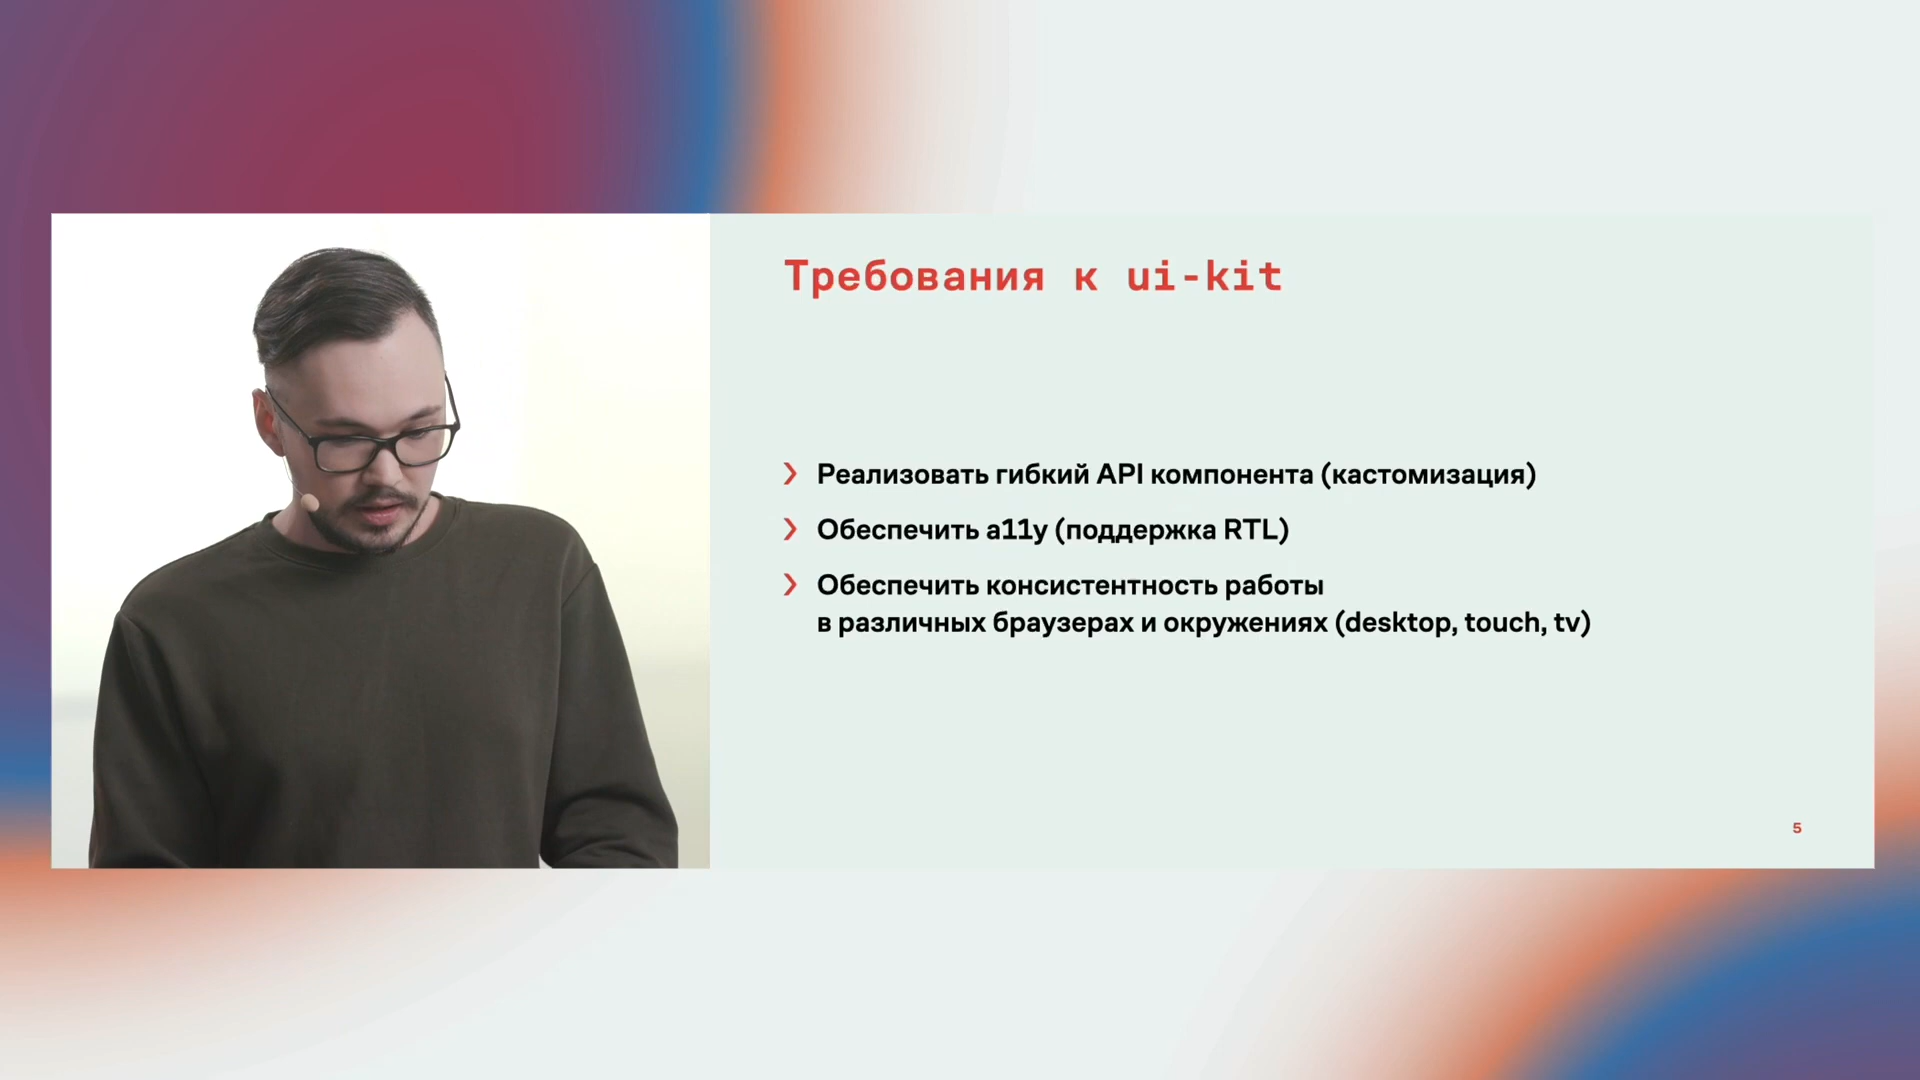 Требования к ui-kit
Реализовать гибкий API компонента (кастомизация)
Обеспечить a11y (поддержка RTL)
Обеспечить консистентность работы
в различных браузерах и окружениях (desktop, touch, tv)
5